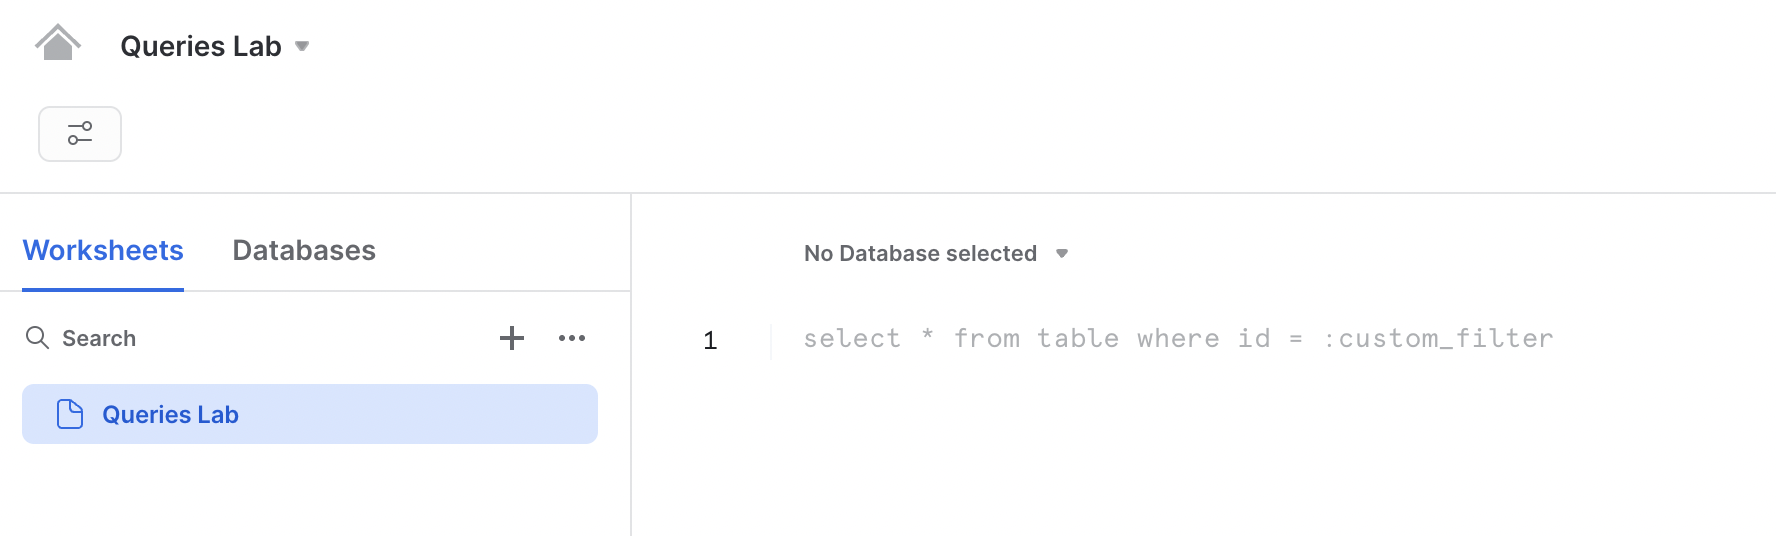 Queries Lab
Worksheets Databases
No Database selected
Search
1 select * from table where id = :custom_filter
Queries Lab